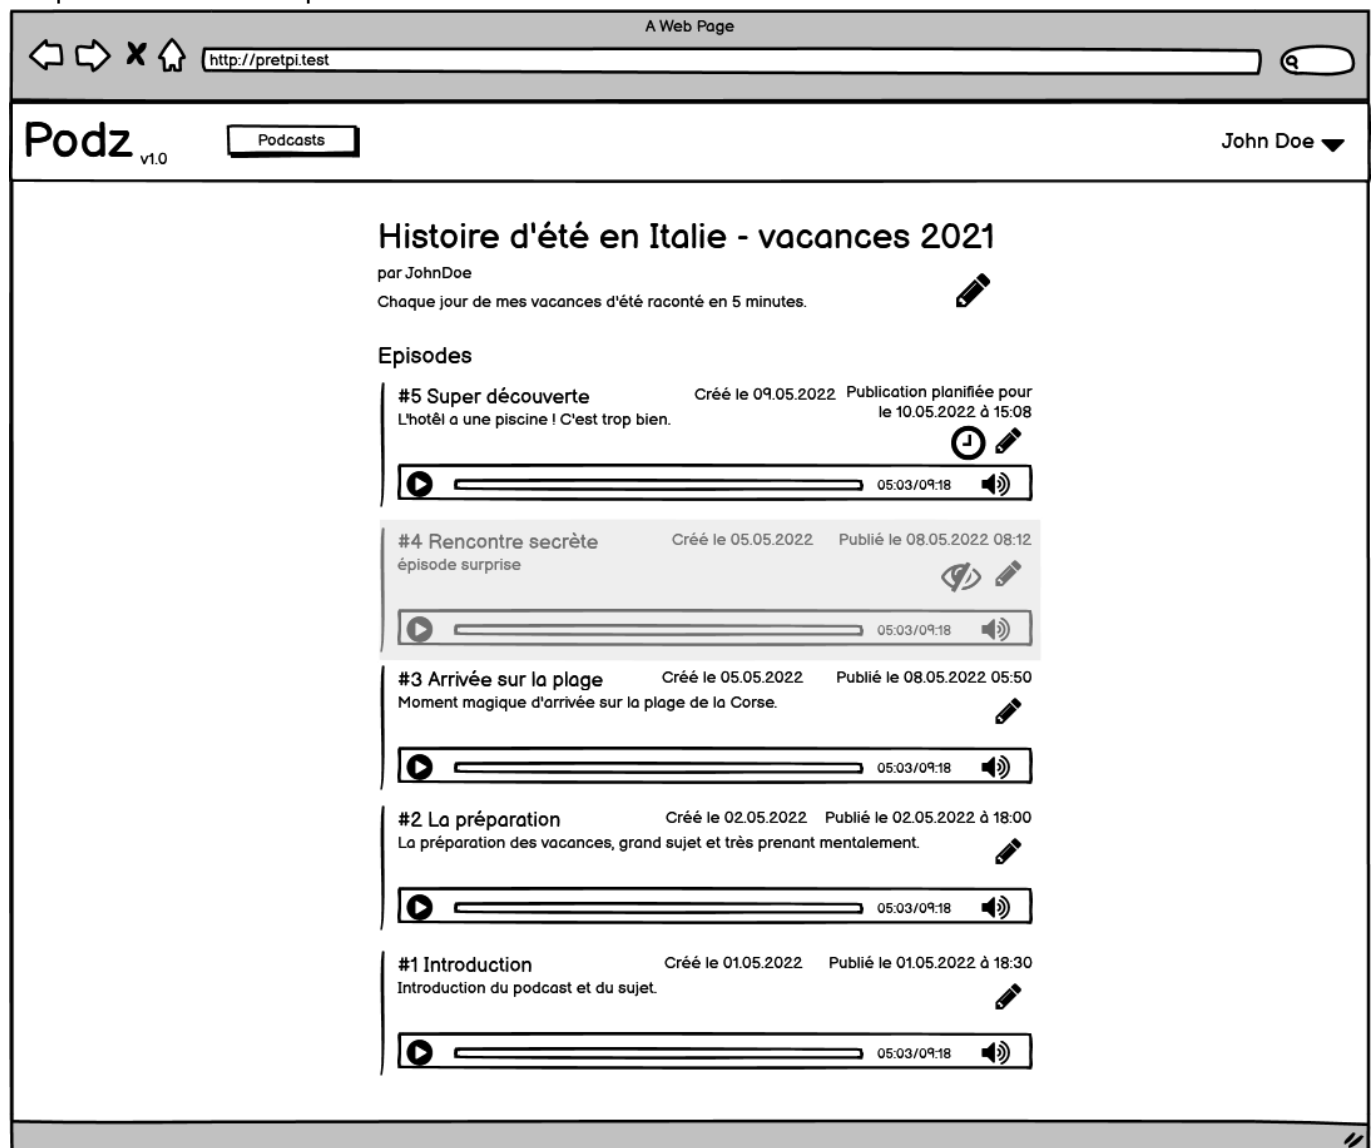 A Web Page
http://pretpi.test
Podz v1.0 Podcasts John Doe
Histoire d'été en Italie - vacances 2021
par JohnDoe
Chaque jour de mes vacances d'été raconté en 5 minutes.
Episodes
#5 Super découverte Créé le 09.05.2022 Publication planifiée pour
le 10.05.2022 à 15:08
L'hotêl a une piscine ! C'est trop bien.
05:03/09:18
#4 Rencontre secrète Créé le 05.05.2022 Publié le 08.05.2022 08:12
épisode surprise
05:03/09:18
#3 Arrivée sur la plage Créé le 05.05.2022 Publié le 08.05.2022 05:50
Moment magique d'arrivée sur la plage de la Corse.
05:03/09:18
#2 La préparation Créé le 02.05.2022 Publié le 02.05.2022 à 18:00
La préparation des vacances, grand sujet et très prenant mentalement.
05:03/09:18
#1 Introduction Créé le 01.05.2022 Publié le 01.05.2022 à 18:30
Introduction du podcast et du sujet.
05:03/09:18